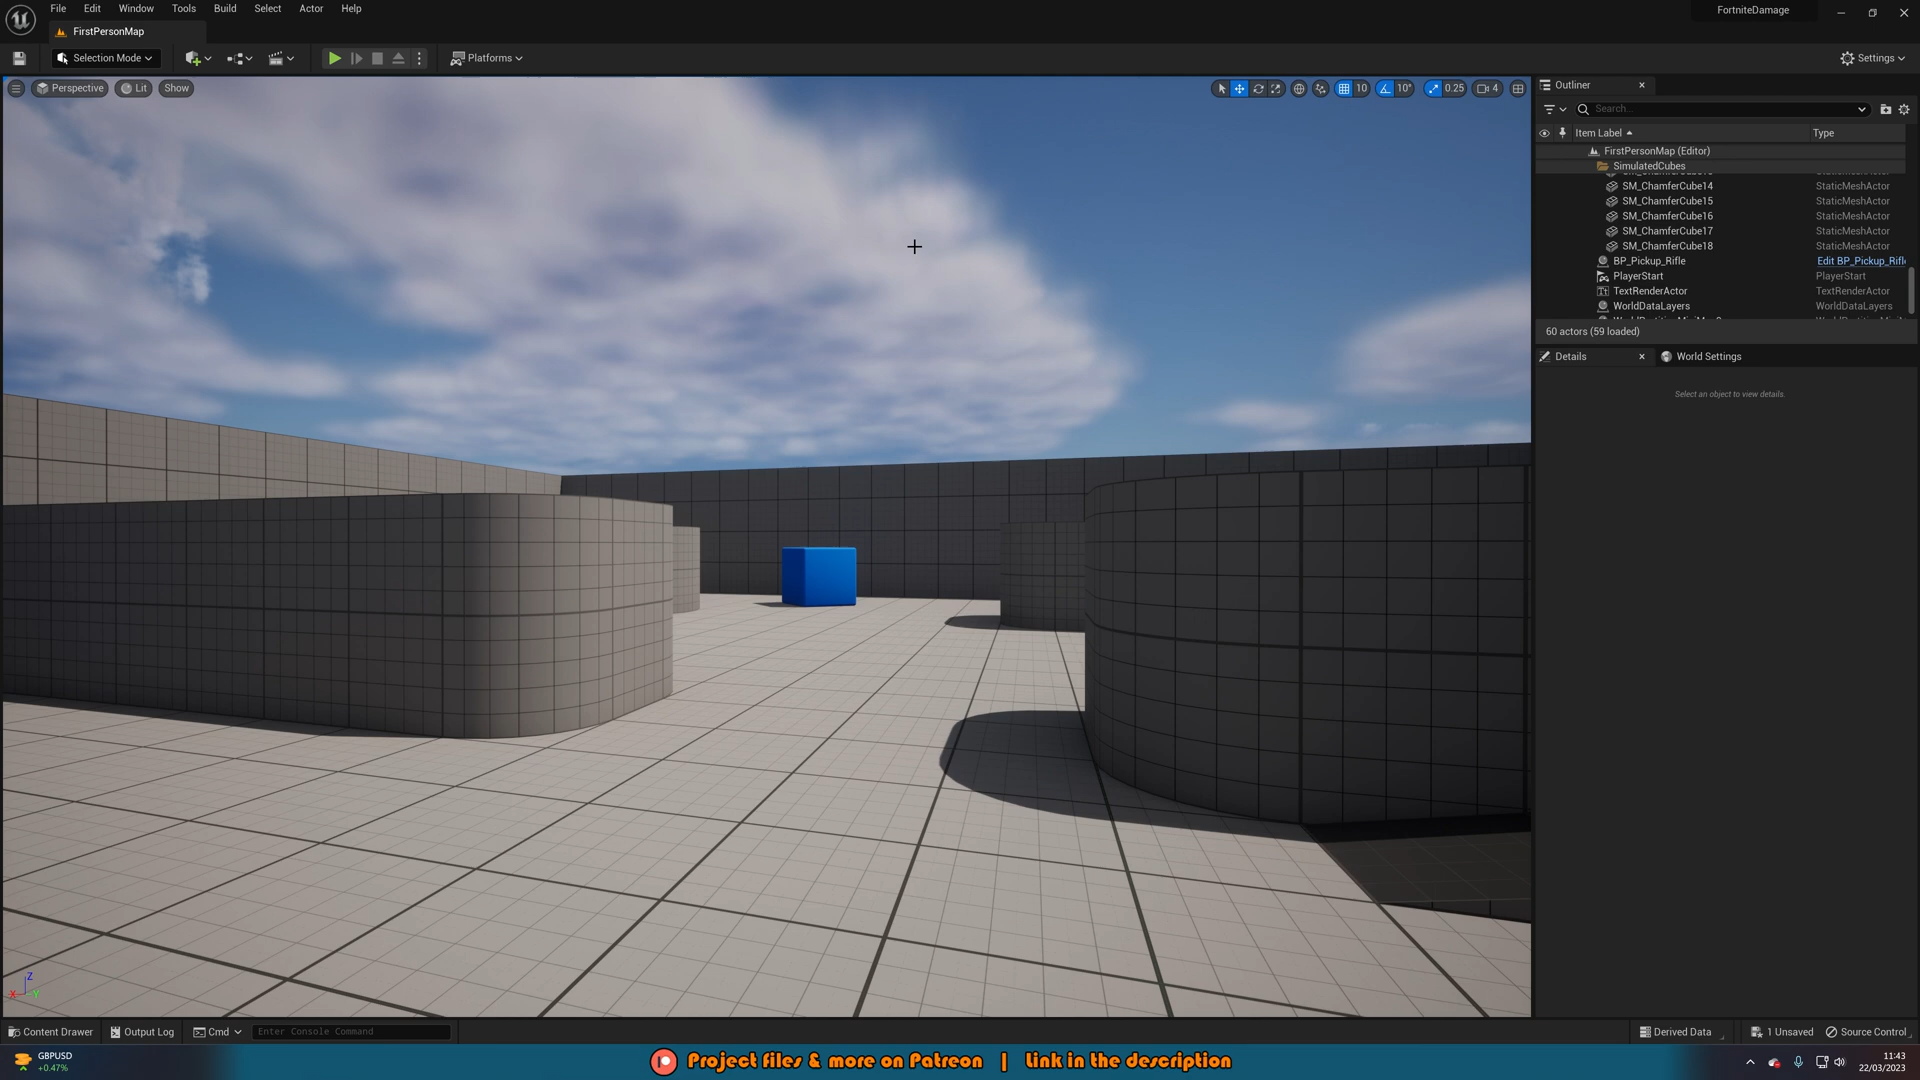 File Edit Window Tools Build Select Actor Help
FortniteDamage
FirstPersonMap
Selection Mode
Platforms
Settings
Perspective Lit Show
10 10° 0.25 4
Outliner
Search...
Item Label Type
FirstPersonMap (Editor)
SimulatedCubes
SM_ChamferCube14 StaticMeshActor
SM_ChamferCube15 StaticMeshActor
SM_ChamferCube16 StaticMeshActor
SM_ChamferCube17 StaticMeshActor
SM_ChamferCube18 StaticMeshActor
BP_Pickup_Rifle Edit BP_Pickup_Rifl
PlayerStart PlayerStart
TextRenderActor TextRenderActor
WorldDataLayers WorldDataLayers
60 actors (59 loaded)
Details World Settings
Select an object to view details.
Z
X Y
Content Drawer Output Log Cmd Enter Console Command
Derived Data 1 Unsaved Source Control
GBPUSD
+0.47%
Project files & more on Patreon | Link in the description
11:43
22/03/2023